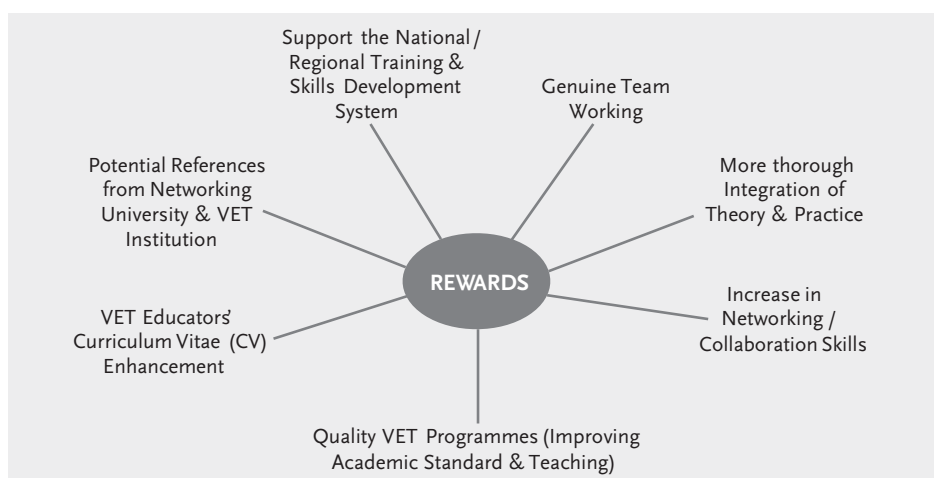 Support the National/
Regional Training &
Skills Development
System
Genuine Team
Working
Potential References
from Networking
University & VET
Institution
More thorough
Integration of
Theory & Practice
REWARDS
VET Educators'
Curriculum Vitae (CV)
Enhancement
Increase in
Networking /
Collaboration Skills
Quality VET Programmes (Improving
Academic Standard & Teaching)